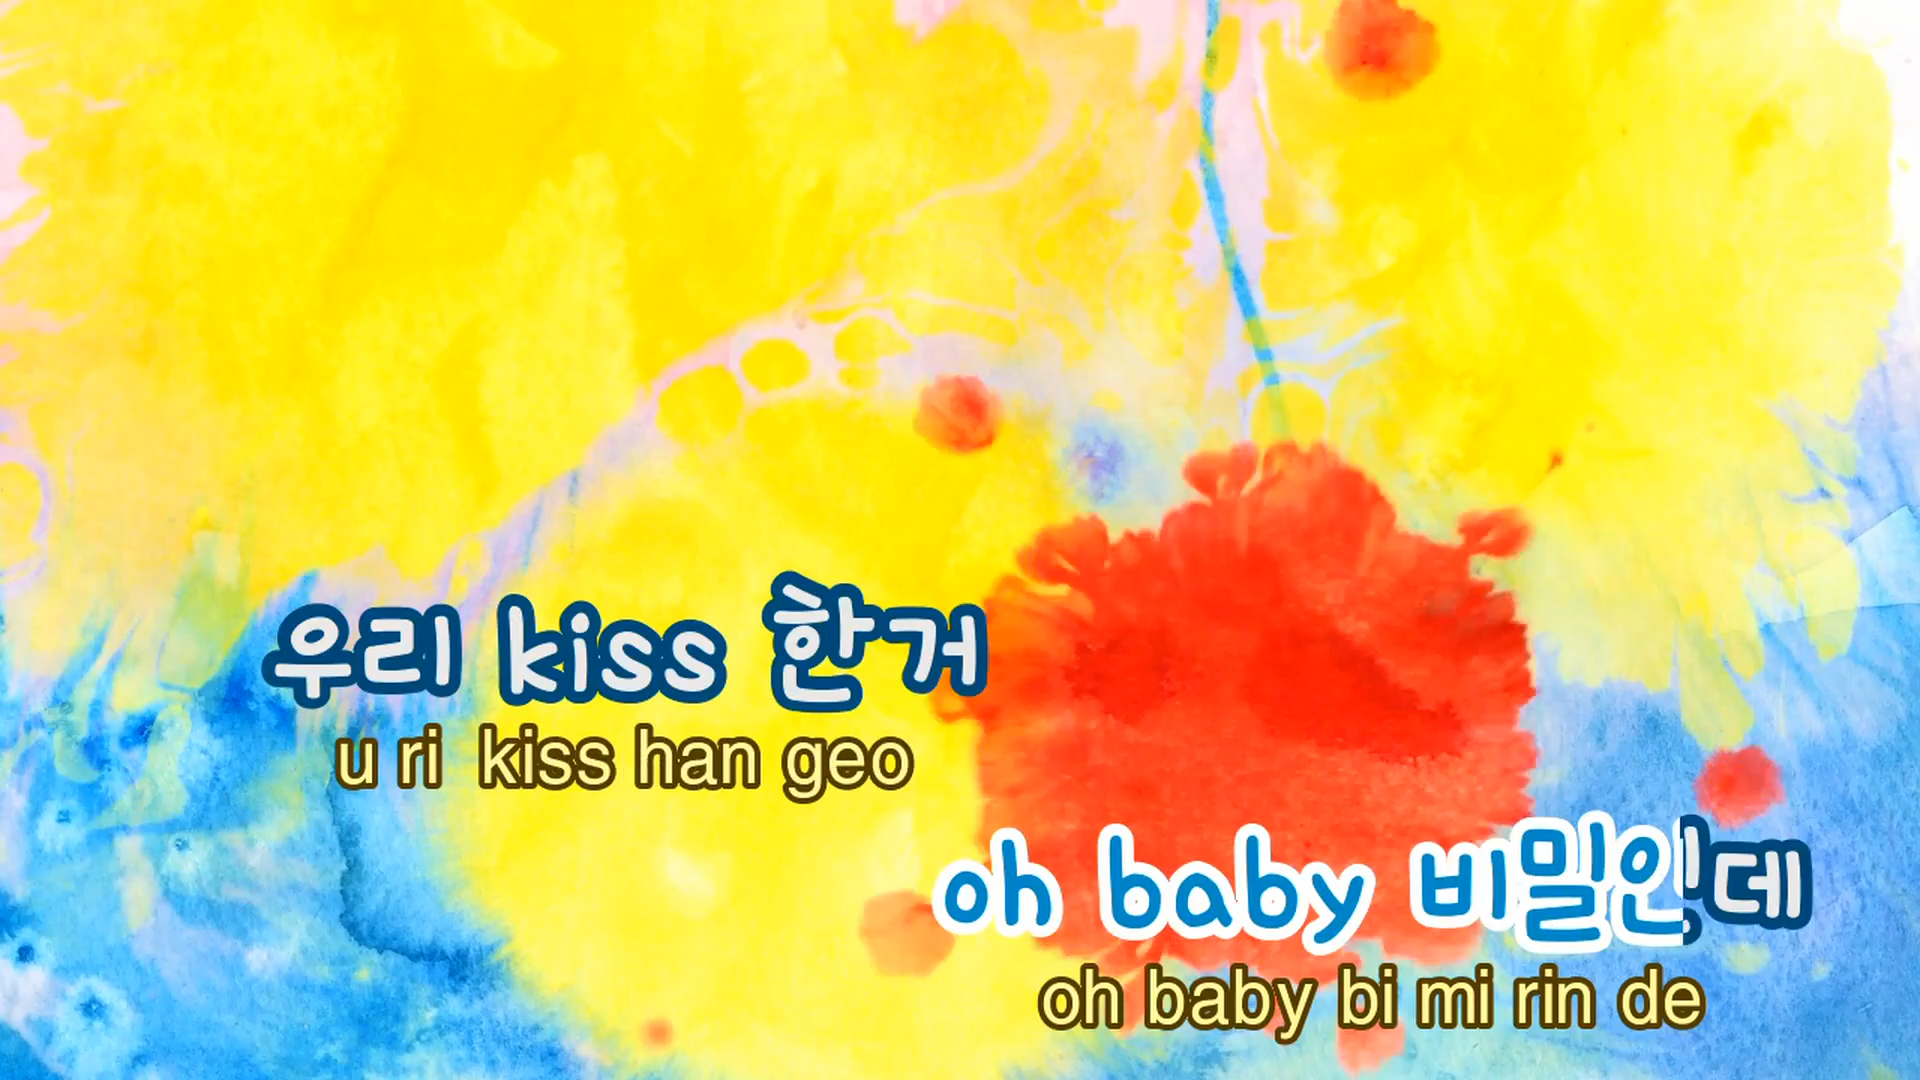 우리 kiss 한거
u ri kiss han geo
oh baby 비밀인데
oh baby bi mi rin de